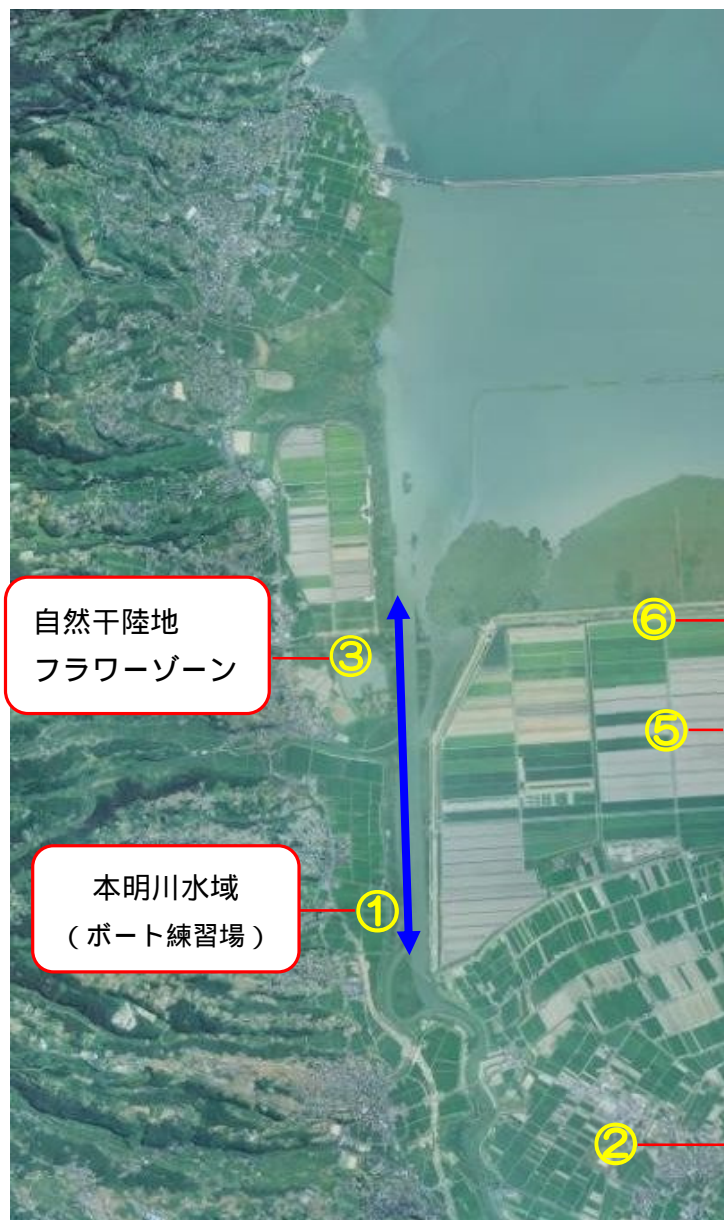 自然干陸地
フラワーゾーン
③
⑥
⑤
本明川水域
（ボート練習場）
①
②